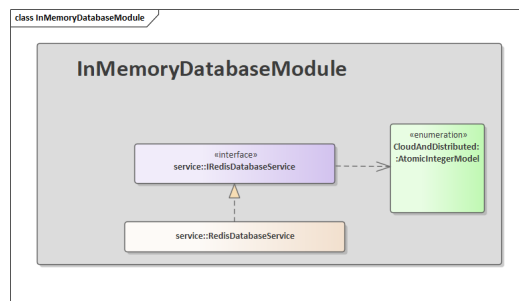 class InMemoryDatabaseModule
InMemoryDatabaseModule
«interface»
service::IRedisDatabaseService
«enumeration»
CloudAndDistributed:
:AtomicIntegerModel
service::RedisDatabaseService